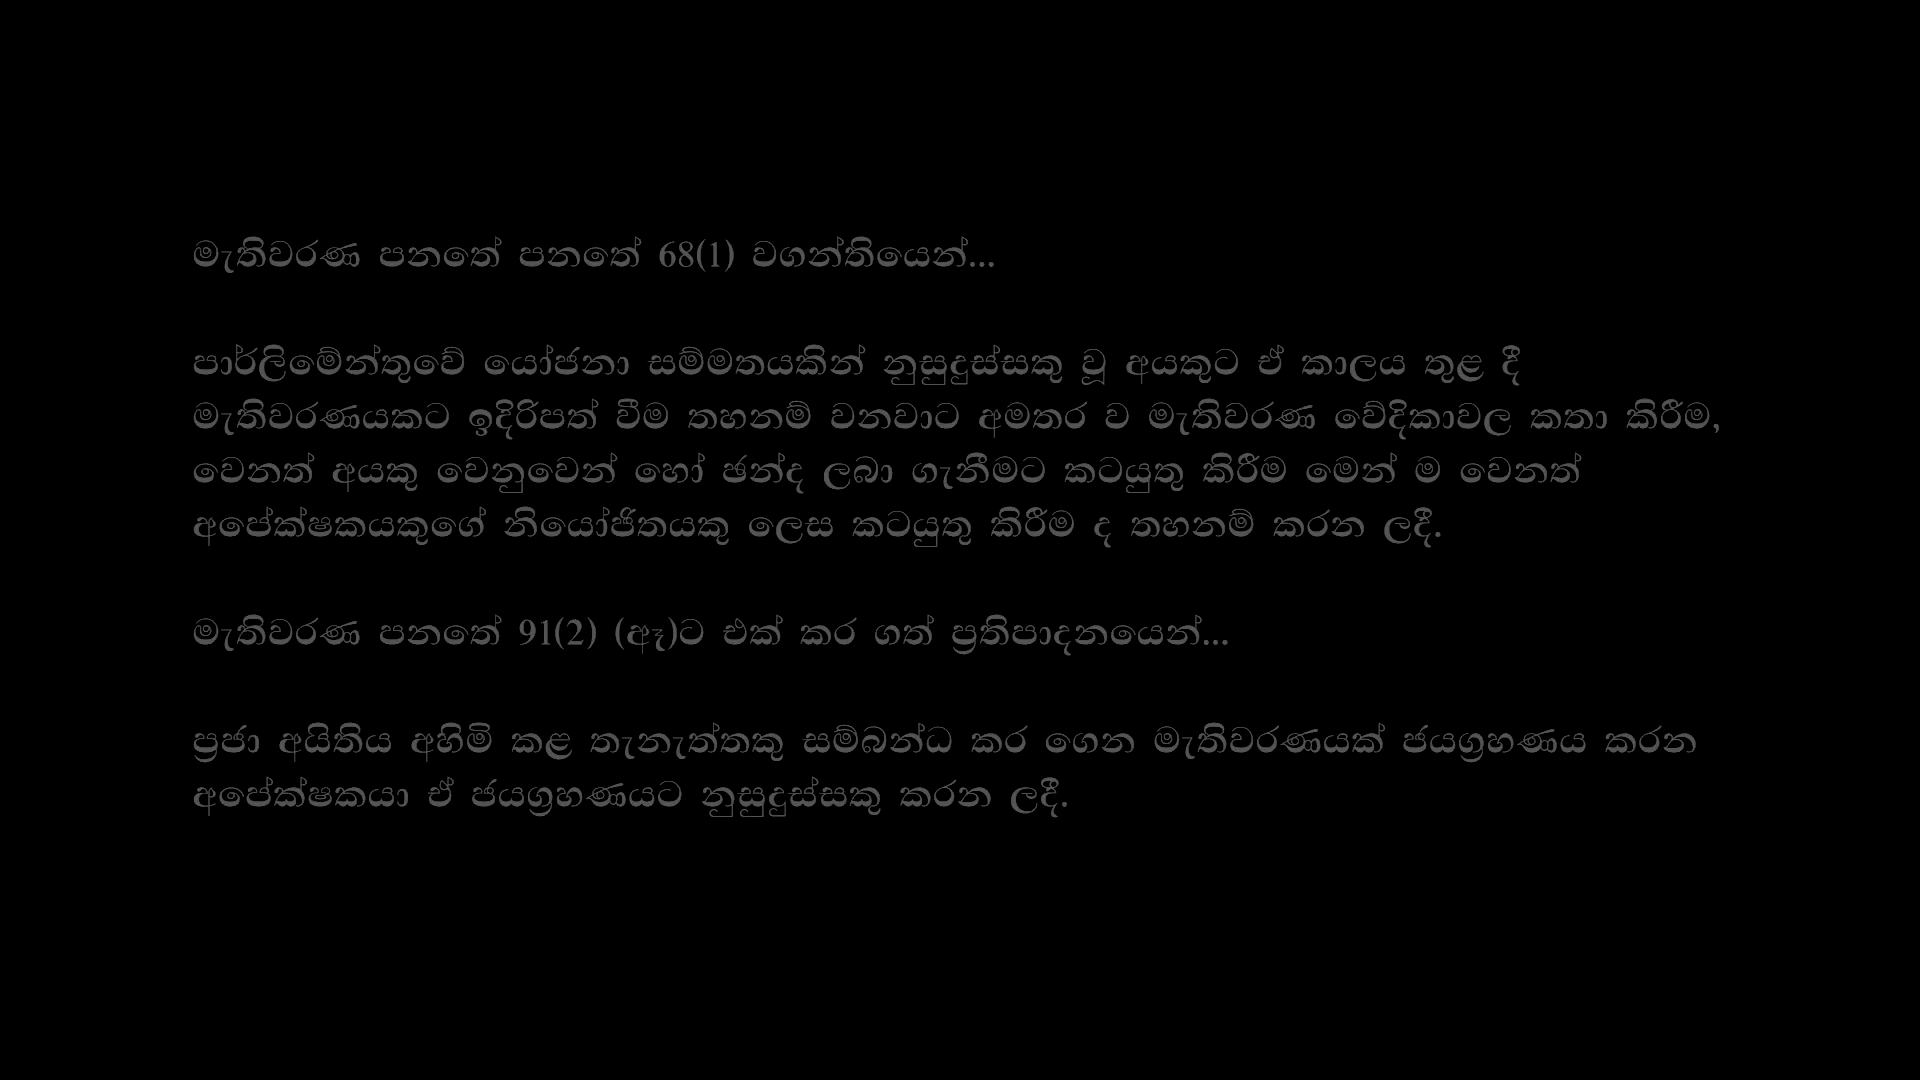 මැතිවරණ පනතේ පනතේ 68(1) වගන්තියෙන්...
පාර්ලිමේන්තුවේ යෝජනා සම්මතයකින් නුසුදුස්සකු වූ අයකුට ඒ කාලය තුළ දී
මැතිවරණයකට ඉදිරිපත් වීම තහනම් වනවාට අමතර ව මැතිවරණ වේදිකාවල කතා කිරීම,
වෙනත් අයකු වෙනුවෙන් හෝ ඡන්ද ලබා ගැනීමට කටයුතු කිරීම මෙන් ම වෙනත්
අපේක්ෂකයකුගේ නියෝජිතයකු ලෙස කටයුතු කිරීම ද තහනම් කරන ලදී.
මැතිවරණ පනතේ 91(2) (ඈ)ට එක් කර ගත් ප්‍රතිපාදනයෙන්...
ප්‍රජා අයිතිය අහිමි කළ තැනැත්තකු සම්බන්ධ කර ගෙන මැතිවරණයක් ජයග්‍රහණය කරන
අපේක්ෂකයා ඒ ජයග්‍රහණයට නුසුදුස්සකු කරන ලදී.